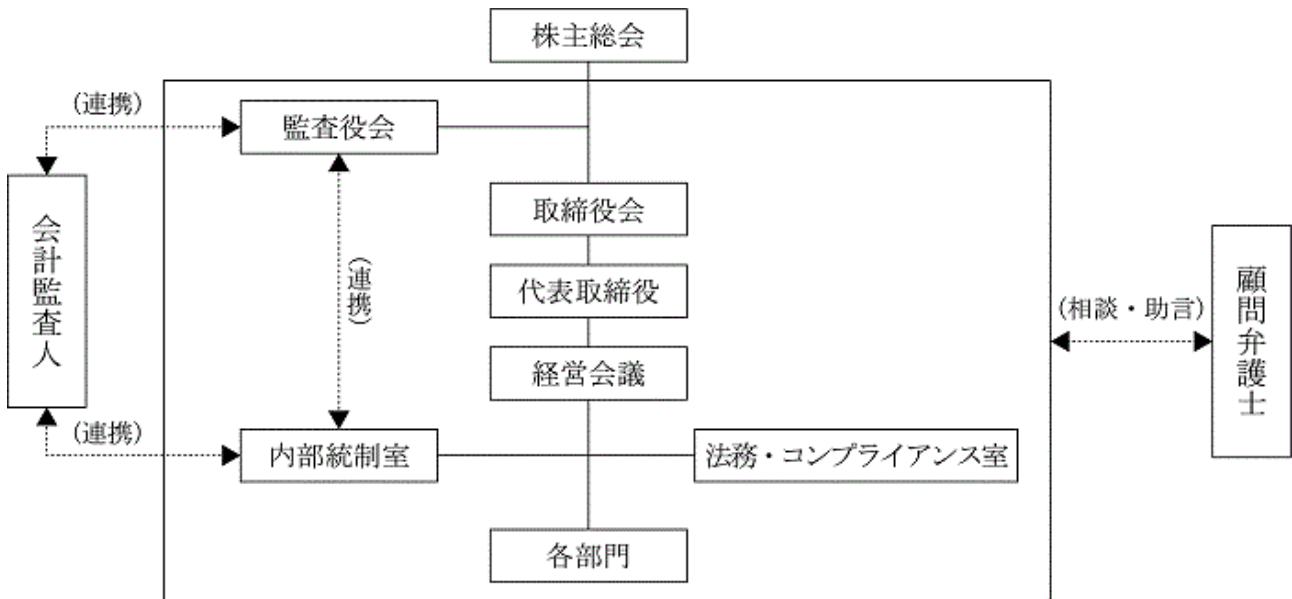 株主総会
(連携)
監査役会
取締役会
会計監査人
(連携)
代表取締役
顧問弁護士
(相談・助言)
経営会議
(連携)
内部統制室
法務・コンプライアンス室
各部門